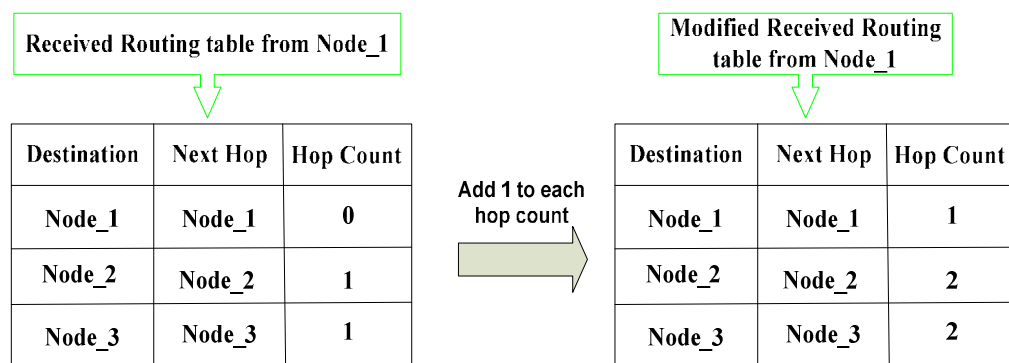 Received Routing table from Node_1
Modified Received Routing
table from Node_1
Destination Next Hop Hop Count
Node_1 Node_1 0
Node_2 Node_2 1
Node_3 Node_3 1
Add 1 to each
hop count
Destination Next Hop Hop Count
Node_1 Node_1 1
Node_2 Node_2 2
Node_3 Node_3 2